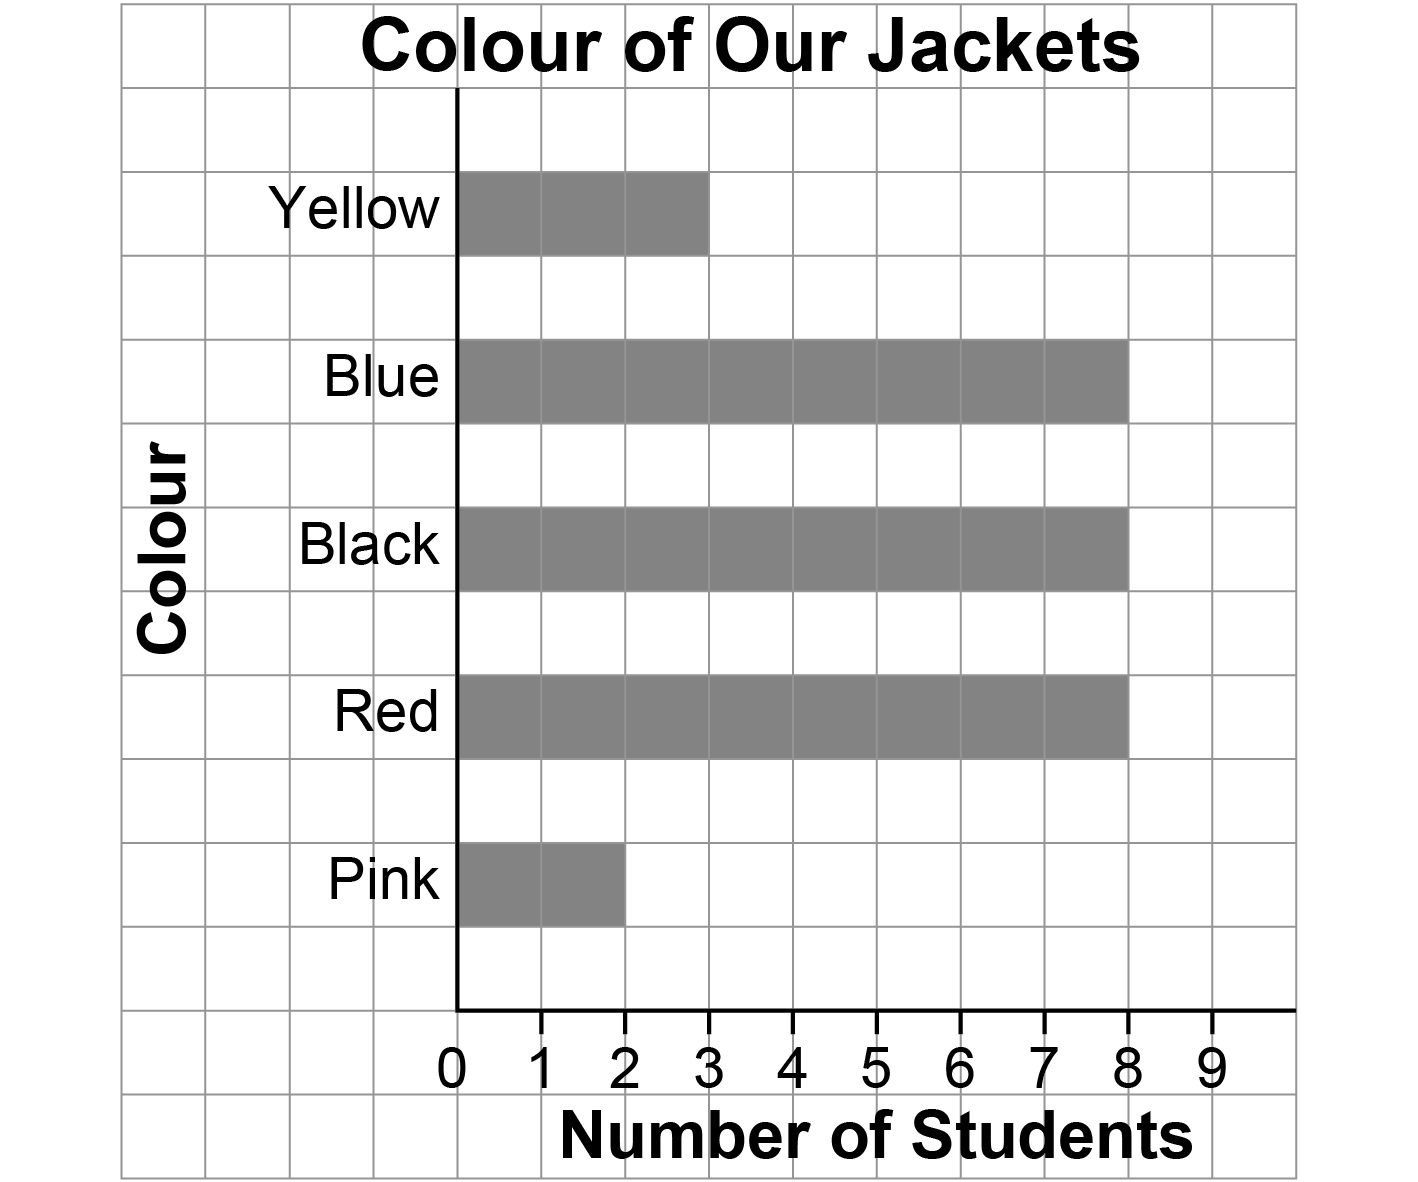 Colour of Our Jackets
Yellow
Blue
Black
Red
Pink
Colour
0 1 2 3 4 5 6 7 8 9
Number of Students